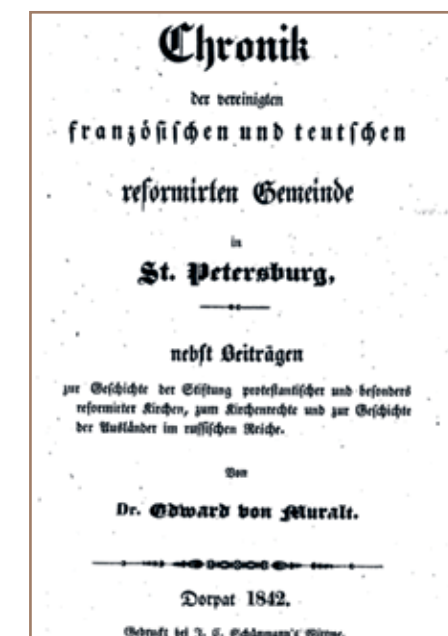 Chronik
der vereinigten
französischen und teutschen
reformirten Gemeinde
in
St. Petersburg,
nebst Beiträgen
zur Geschichte der Stiftung protestantischer und besonders
reformirter Kirchen, zum Kirchenrechte und zur Geschichte
der Ausländer im russischen Reiche.
Von
Dr. Edward von Muralt.
Dorpat 1842.
Gedruckt bei J. C. Schünmann's Wittwe.